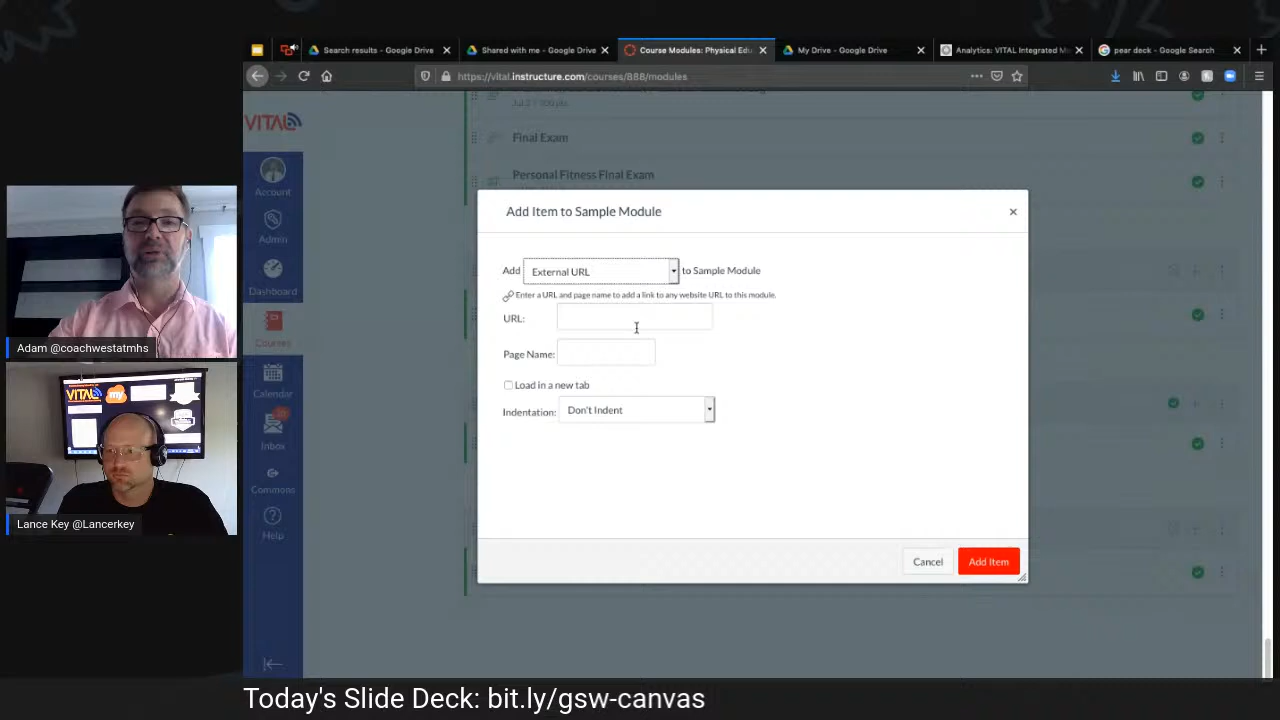 Search results - Google Drive
Shared with me - Google Drive
Course Modules: Physical Edu
My Drive - Google Drive
Analytics: VITAL Integrated M
pear deck - Google Search
https://vital.instructure.com/courses/888/modules
VITAL
Account
Admin
Dashboard
Courses
Calendar
Inbox
Commons
Help
Final Exam
Personal Fitness Final Exam
Add Item to Sample Module
Add External URL to Sample Module
Enter a URL and page name to add a link to any website URL to this module.
URL:
Page Name:
Load in a new tab
Indentation: Don't Indent
Cancel
Add Item
Adam @coachwestatmhs
VITAL my
Lance Key @Lancerkey
Today's Slide Deck: bit.ly/gsw-canvas